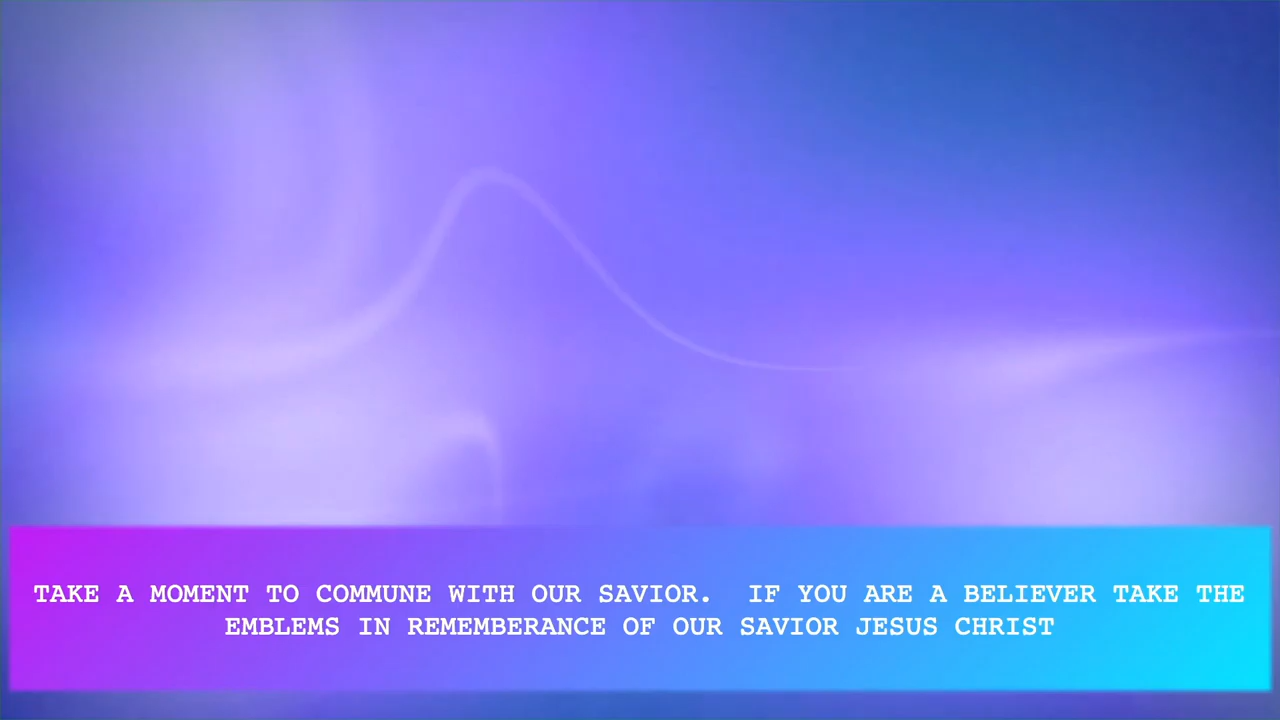 TAKE A MOMENT TO COMMUNE WITH OUR SAVIOR.  IF YOU ARE A BELIEVER TAKE THE
EMBLEMS IN REMEMBERANCE OF OUR SAVIOR JESUS CHRIST